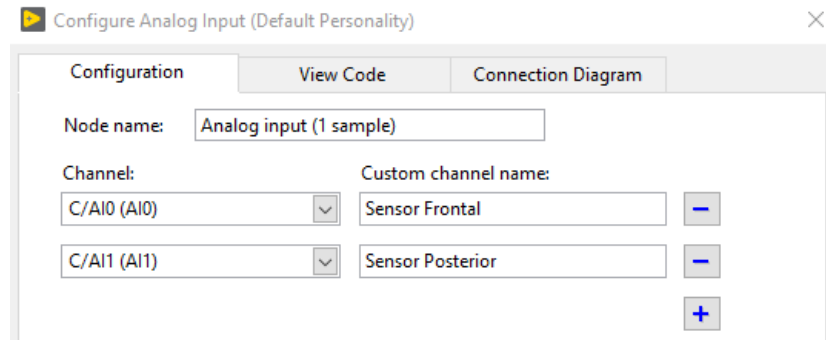 Configure Analog Input (Default Personality)
Configuration View Code Connection Diagram
Node name: Analog input (1 sample)
Channel: Custom channel name:
C/AI0 (AI0) Sensor Frontal
C/AI1 (AI1) Sensor Posterior